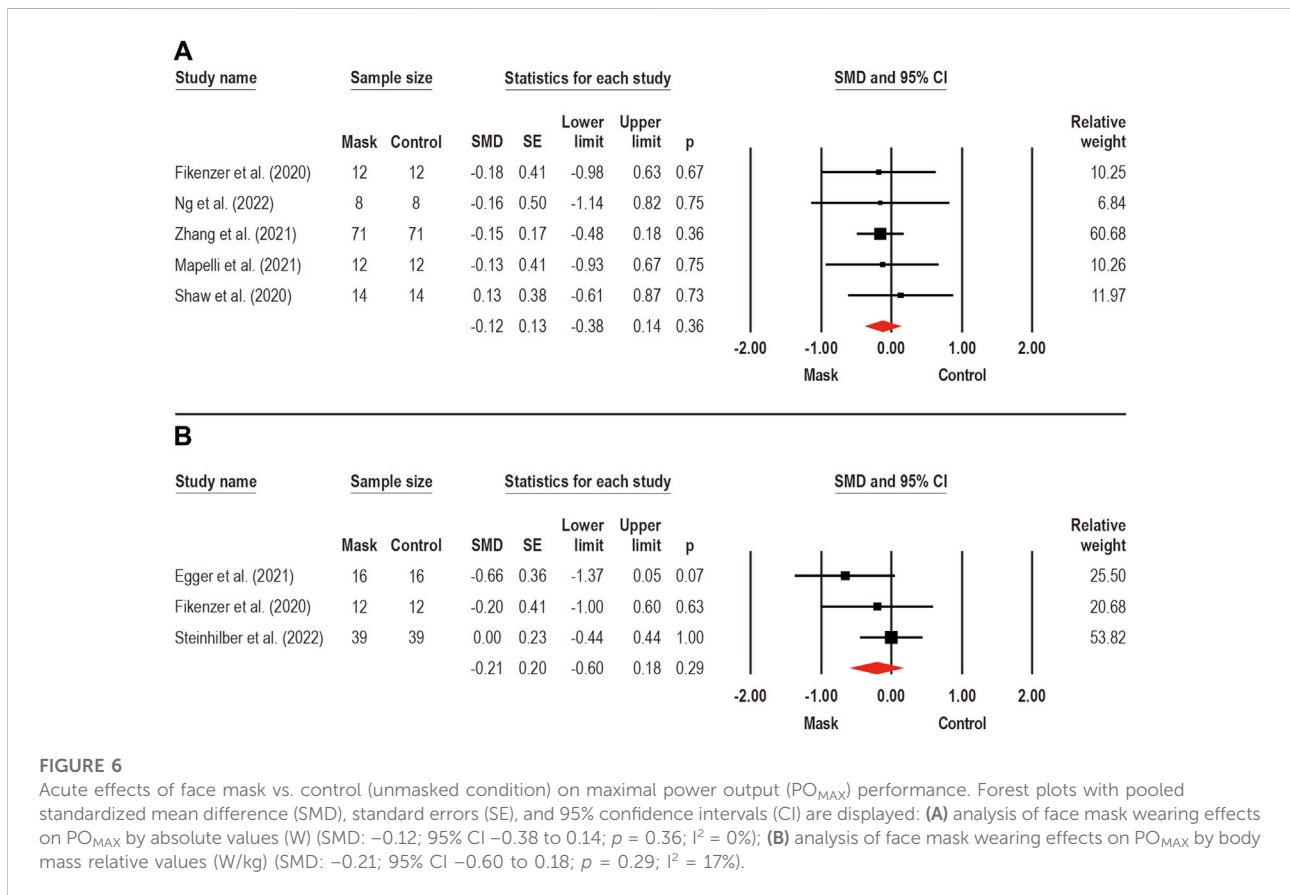 A
Study name Sample size Statistics for each study SMD and 95% CI
Mask Control SMD SE Lower limit Upper limit p Relative weight
Fikenzer et al. (2020) 12 12 -0.18 0.41 -0.98 0.63 0.67 10.25
Ng et al. (2022) 8 8 -0.16 0.50 -1.14 0.82 0.75 6.84
Zhang et al. (2021) 71 71 -0.15 0.17 -0.48 0.18 0.36 60.68
Mapelli et al. (2021) 12 12 -0.13 0.41 -0.93 0.67 0.75 10.26
Shaw et al. (2020) 14 14 0.13 0.38 -0.61 0.87 0.73 11.97
-0.12 0.13 -0.38 0.14 0.36
-2.00 -1.00 0.00 1.00 2.00
Mask Control
B
Study name Sample size Statistics for each study SMD and 95% CI
Mask Control SMD SE Lower limit Upper limit p Relative weight
Egger et al. (2021) 16 16 -0.66 0.36 -1.37 0.05 0.07 25.50
Fikenzer et al. (2020) 12 12 -0.20 0.41 -1.00 0.60 0.63 20.68
Steinhilber et al. (2022) 39 39 0.00 0.23 -0.44 0.44 1.00 53.82
-0.21 0.20 -0.60 0.18 0.29
-2.00 -1.00 0.00 1.00 2.00
Mask Control
FIGURE 6
Acute effects of face mask vs. control (unmasked condition) on maximal power output (PO_MAX) performance. Forest plots with pooled
standardized mean difference (SMD), standard errors (SE), and 95% confidence intervals (CI) are displayed: (A) analysis of face mask wearing effects
on PO_MAX by absolute values (W) (SMD: −0.12; 95% CI −0.38 to 0.14; p = 0.36; I² = 0%); (B) analysis of face mask wearing effects on PO_MAX by body
mass relative values (W/kg) (SMD: −0.21; 95% CI −0.60 to 0.18; p = 0.29; I² = 17%).